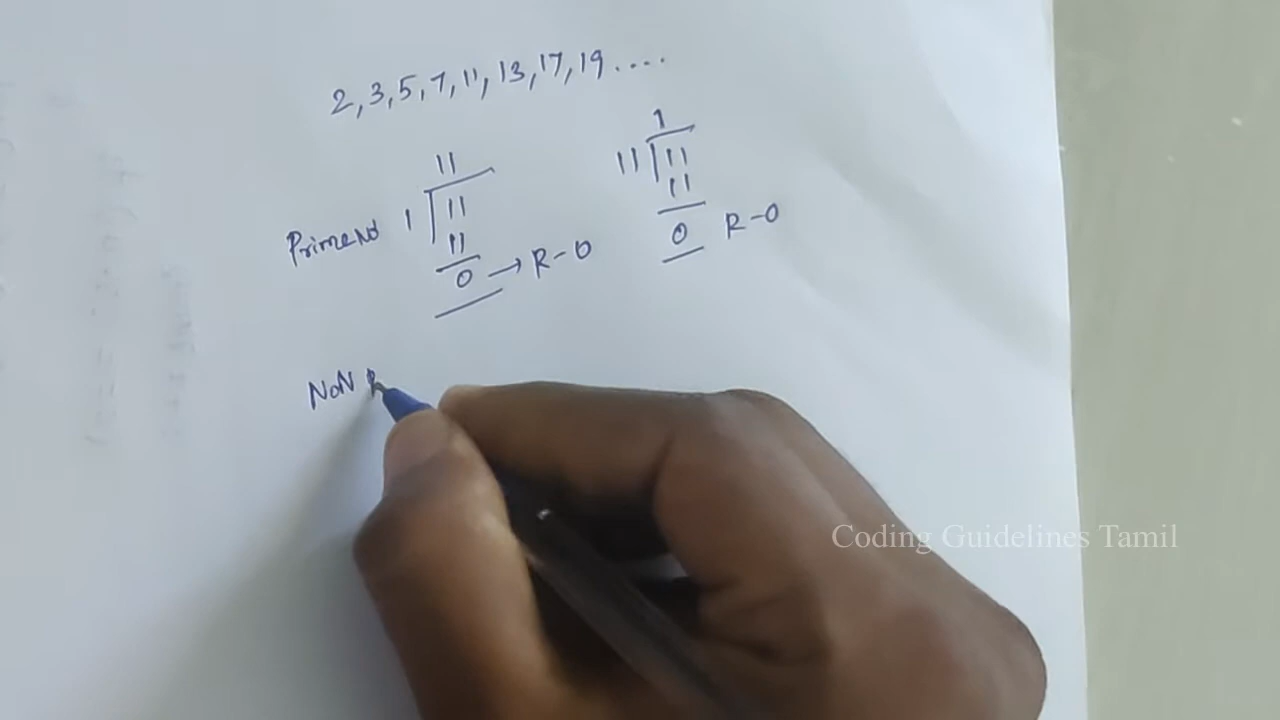 2, 3, 5, 7, 11, 13, 17, 19 ....
11
1
Prime No 1 11
11 11
11
11
0 → R-0
0 R-0
NoN P
Coding Guidelines Tamil